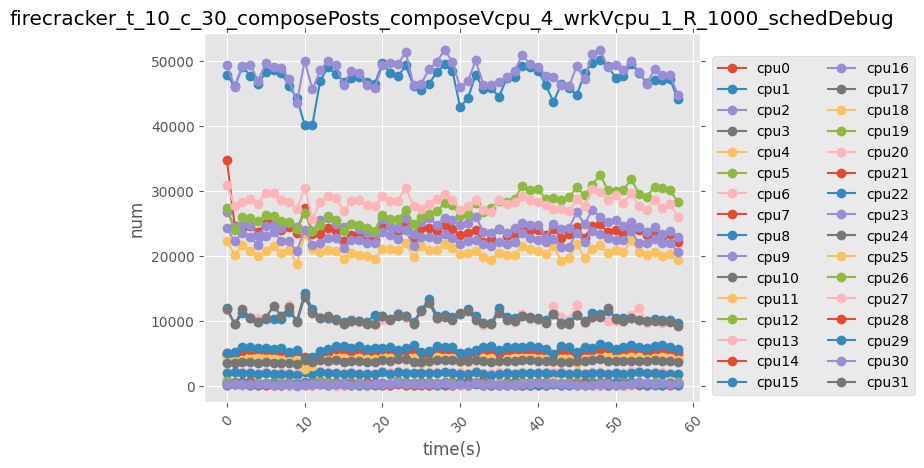 firecracker_t_10_c_30_composePosts_composeVcpu_4_wrkVcpu_1_R_1000_schedDebug
50000
40000
30000
20000
10000
0
num
0
10
20
30
40
50
60
time(s)
cpu0
cpu1
cpu2
cpu3
cpu4
cpu5
cpu6
cpu7
cpu8
cpu9
cpu10
cpu11
cpu12
cpu13
cpu14
cpu15
cpu16
cpu17
cpu18
cpu19
cpu20
cpu21
cpu22
cpu23
cpu24
cpu25
cpu26
cpu27
cpu28
cpu29
cpu30
cpu31